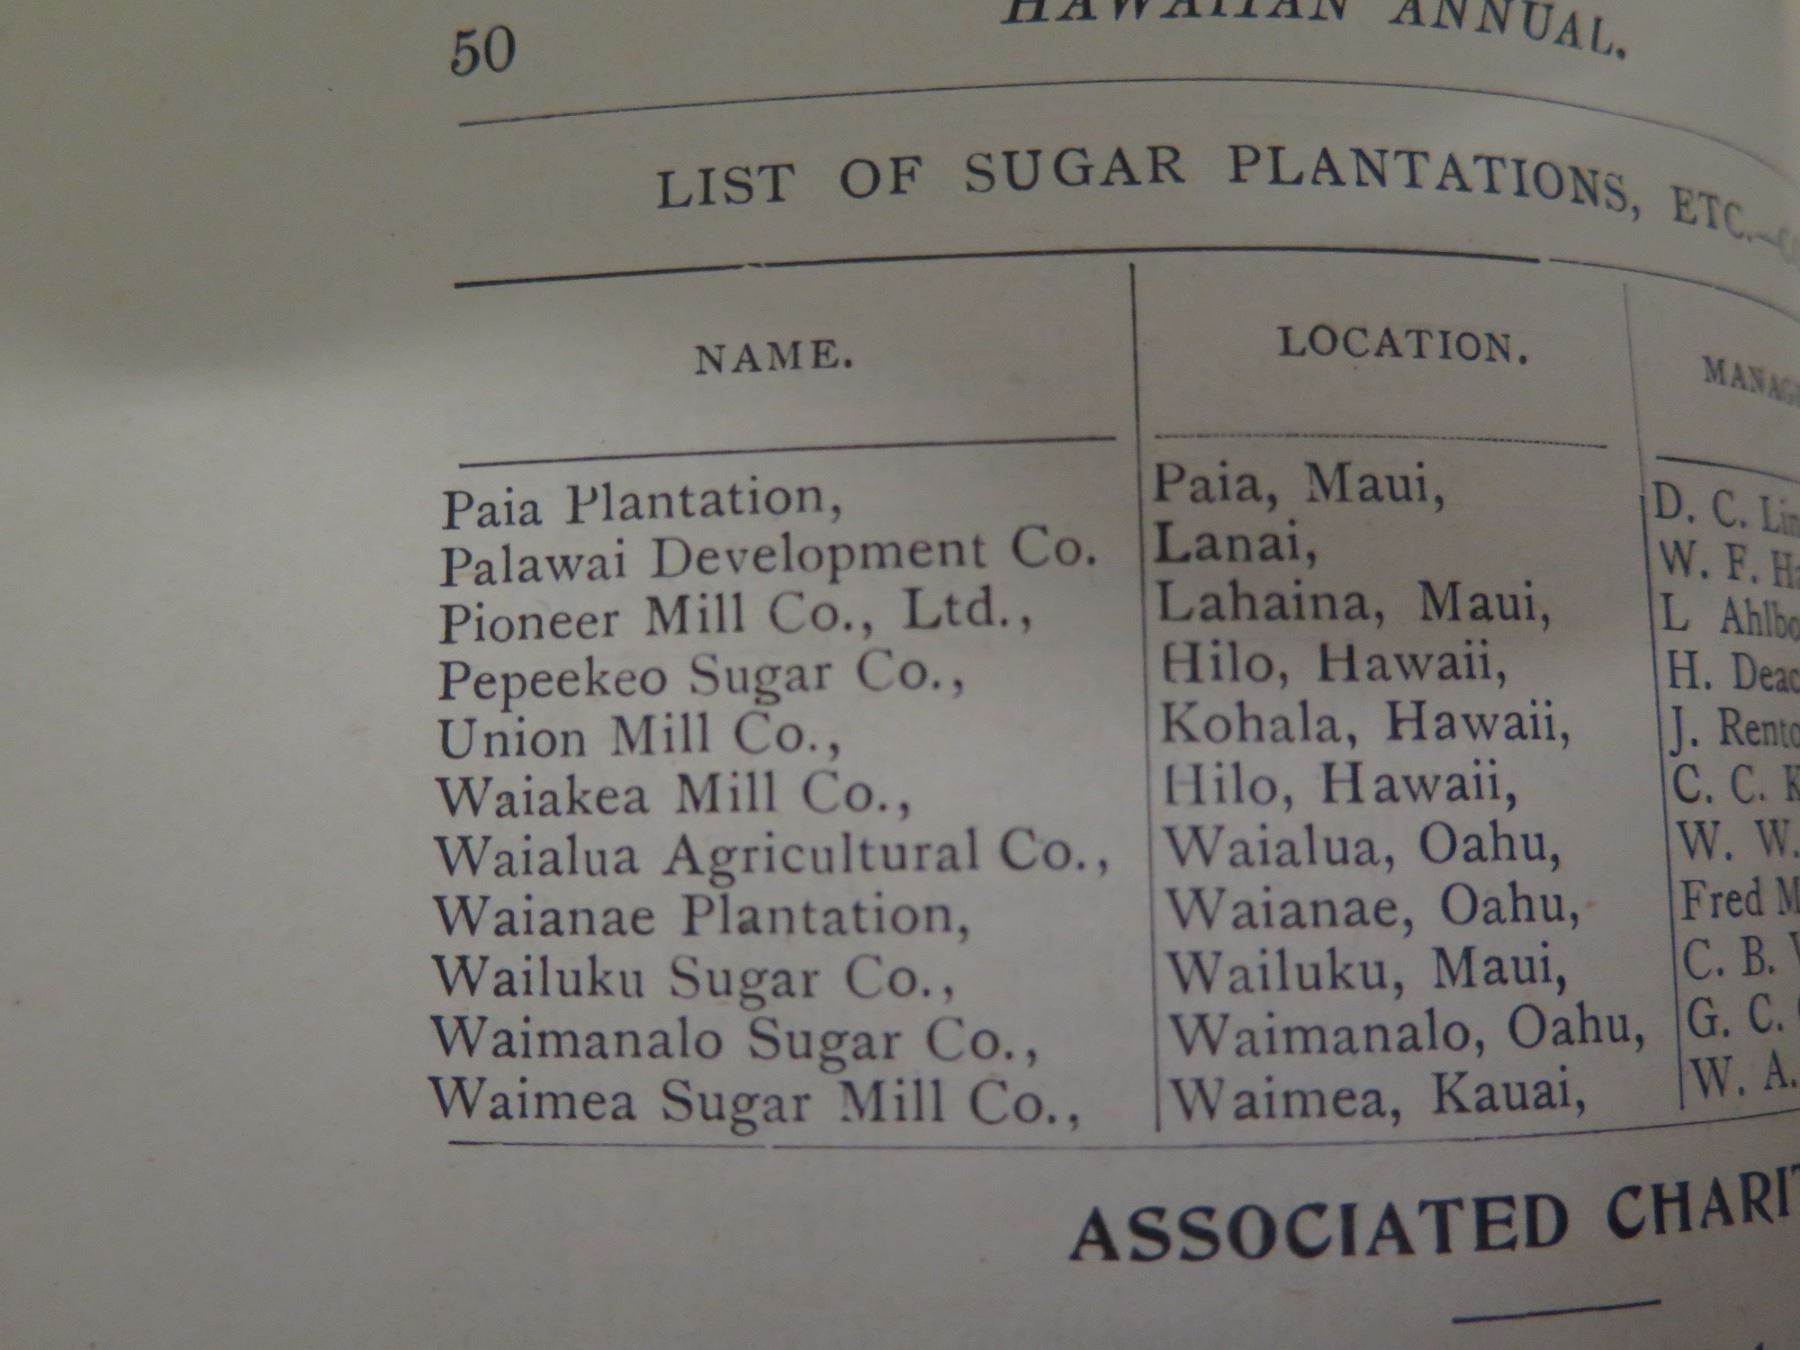 50 HAWAIIAN ANNUAL.
LIST OF SUGAR PLANTATIONS, ETC.—
NAME. LOCATION.
Paia Plantation, Paia, Maui, D. C.
Palawai Development Co. Lanai, W. F.
Pioneer Mill Co., Ltd., Lahaina, Maui, L
Pepeekeo Sugar Co., Hilo, Hawaii, H.
Union Mill Co., Kohala, Hawaii, J.
Waiakea Mill Co., Hilo, Hawaii, C. C.
Waialua Agricultural Co., Waialua, Oahu, W. W.
Waianae Plantation, Waianae, Oahu, Fred
Wailuku Sugar Co., Wailuku, Maui, C. B.
Waimanalo Sugar Co., Waimanalo, Oahu, G. C.
Waimea Sugar Mill Co., Waimea, Kauai, W. A.
ASSOCIATED